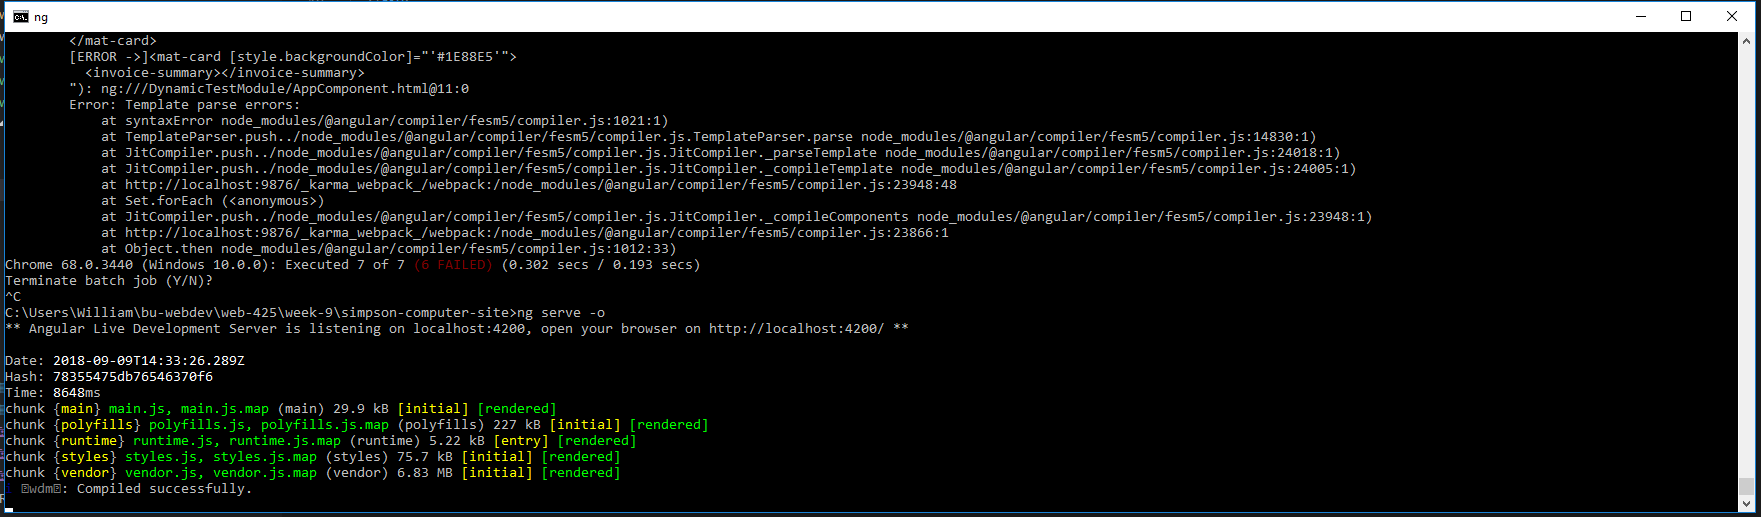 ng
</mat-card>
[ERROR ->]<mat-card [style.backgroundColor]="'#1E88E5'">
<invoice-summary></invoice-summary>
"): ng:///DynamicTestModule/AppComponent.html@11:0
Error: Template parse errors:
at syntaxError node_modules/@angular/compiler/fesm5/compiler.js:1021:1)
at TemplateParser.push../node_modules/@angular/compiler/fesm5/compiler.js.TemplateParser.parse node_modules/@angular/compiler/fesm5/compiler.js:14830:1)
at JitCompiler.push../node_modules/@angular/compiler/fesm5/compiler.js.JitCompiler._parseTemplate node_modules/@angular/compiler/fesm5/compiler.js:24018:1)
at JitCompiler.push../node_modules/@angular/compiler/fesm5/compiler.js.JitCompiler._compileTemplate node_modules/@angular/compiler/fesm5/compiler.js:24005:1)
at http://localhost:9876/_karma_webpack_/webpack:/node_modules/@angular/compiler/fesm5/compiler.js:23948:48
at Set.forEach (<anonymous>)
at JitCompiler.push../node_modules/@angular/compiler/fesm5/compiler.js.JitCompiler._compileComponents node_modules/@angular/compiler/fesm5/compiler.js:23948:1)
at http://localhost:9876/_karma_webpack_/webpack:/node_modules/@angular/compiler/fesm5/compiler.js:23866:1
at Object.then node_modules/@angular/compiler/fesm5/compiler.js:1012:33)
Chrome 68.0.3440 (Windows 10.0.0): Executed 7 of 7 (6 FAILED) (0.302 secs / 0.193 secs)
Terminate batch job (Y/N)?
^C
C:\Users\William\bu-webdev\web-425\week-9\simpson-computer-site>ng serve -o
** Angular Live Development Server is listening on localhost:4200, open your browser on http://localhost:4200/ **
Date: 2018-09-09T14:33:26.289Z
Hash: 78355475db76546370f6
Time: 8648ms
chunk {main} main.js, main.js.map (main) 29.9 kB [initial] [rendered]
chunk {polyfills} polyfills.js, polyfills.js.map (polyfills) 227 kB [initial] [rendered]
chunk {runtime} runtime.js, runtime.js.map (runtime) 5.22 kB [entry] [rendered]
chunk {styles} styles.js, styles.js.map (styles) 75.7 kB [initial] [rendered]
chunk {vendor} vendor.js, vendor.js.map (vendor) 6.83 MB [initial] [rendered]
i wdm: Compiled successfully.